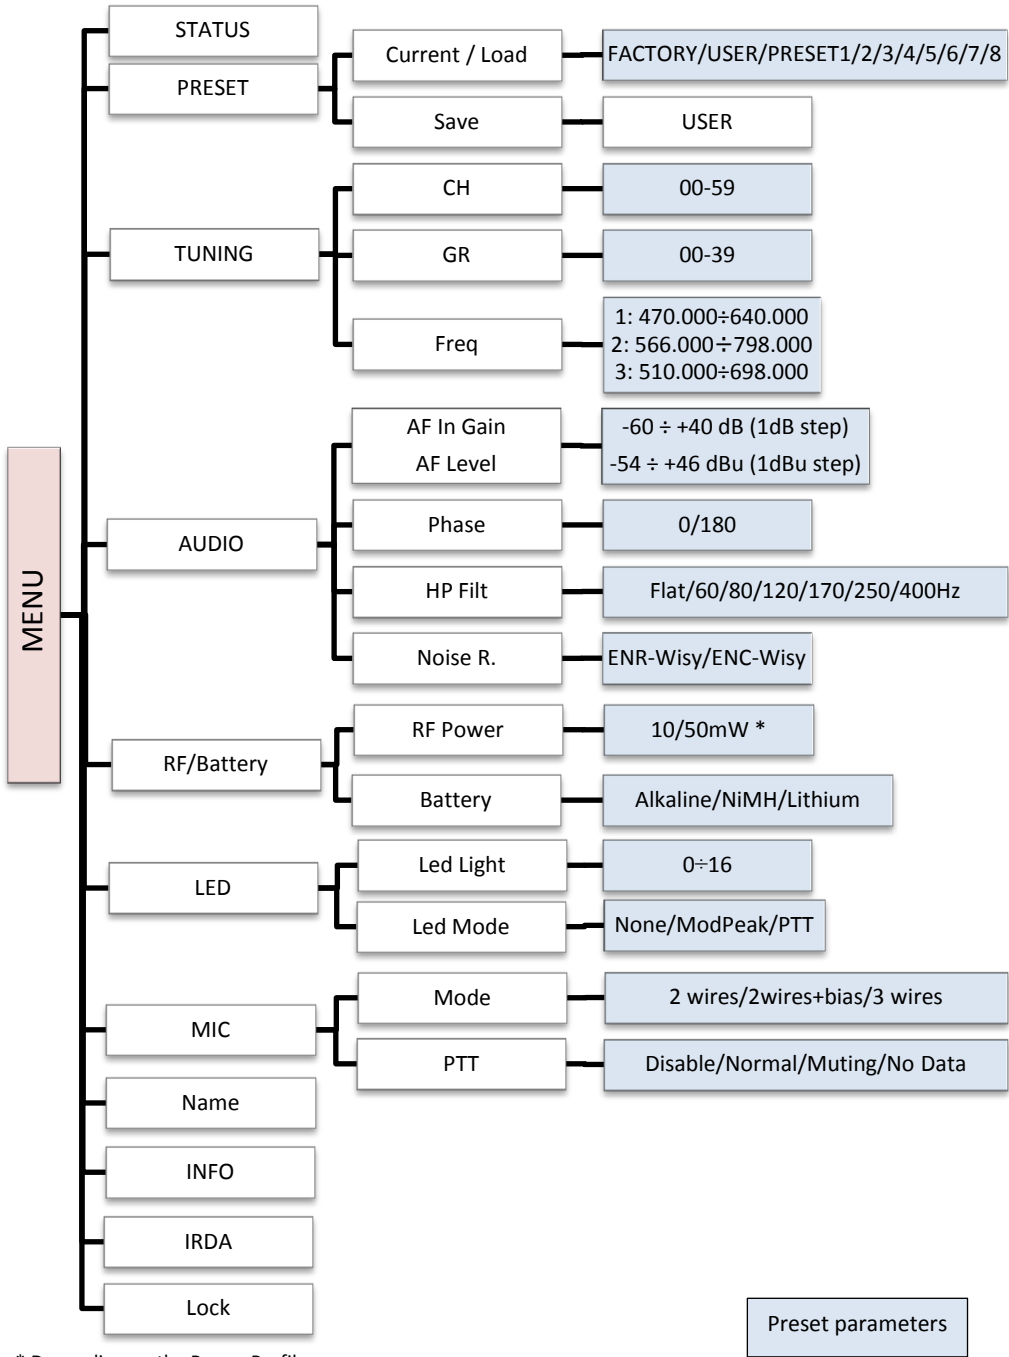 MENU
STATUS
PRESET
Current / Load
FACTORY/USER/PRESET1/2/3/4/5/6/7/8
Save
USER
TUNING
CH
00-59
GR
00-39
Freq
1: 470.000÷640.000
2: 566.000÷798.000
3: 510.000÷698.000
AUDIO
AF In Gain
AF Level
-60 ÷ +40 dB (1dB step)
-54 ÷ +46 dBu (1dBu step)
Phase
0/180
HP Filt
Flat/60/80/120/170/250/400Hz
Noise R.
ENR-Wisy/ENC-Wisy
RF/Battery
RF Power
10/50mW *
Battery
Alkaline/NiMH/Lithium
LED
Led Light
0÷16
Led Mode
None/ModPeak/PTT
MIC
Mode
2 wires/2wires+bias/3 wires
PTT
Disable/Normal/Muting/No Data
Name
INFO
IRDA
Lock
Preset parameters